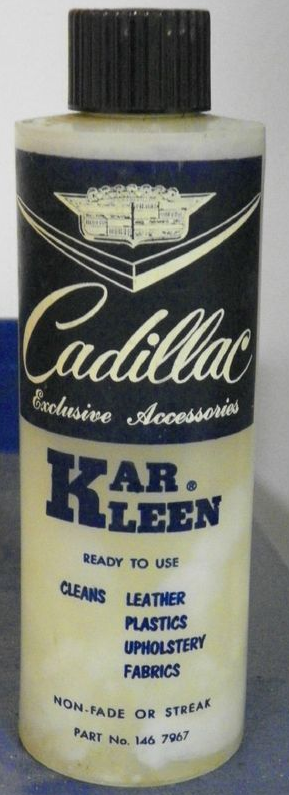 Cadillac
Exclusive Accessories
KAR ®
KLEEN
READY TO USE
CLEANS LEATHER
PLASTICS
UPHOLSTERY
FABRICS
NON-FADE OR STREAK
PART No. 146 7967